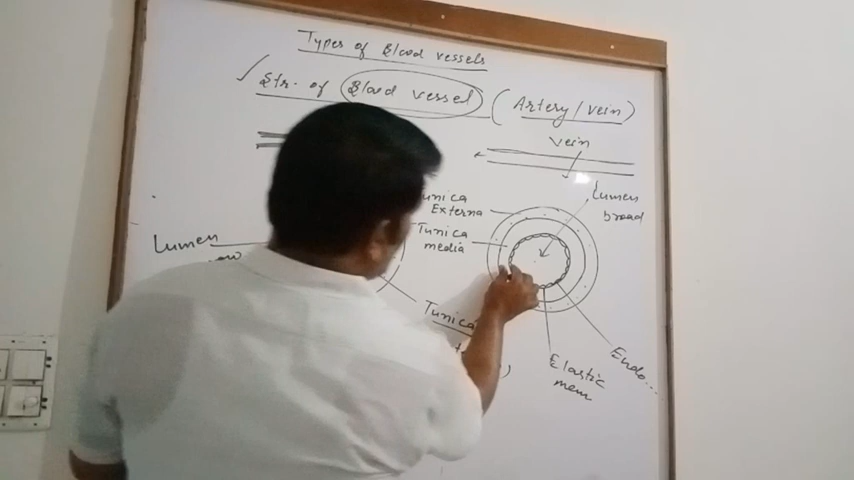 Types of Blood vessels
Str. of Blood vessel (Artery/vein)
vein
Lumen
broad
Externa
Tunica
media
Lumen
Tunica
Elastic
mem
Endo...